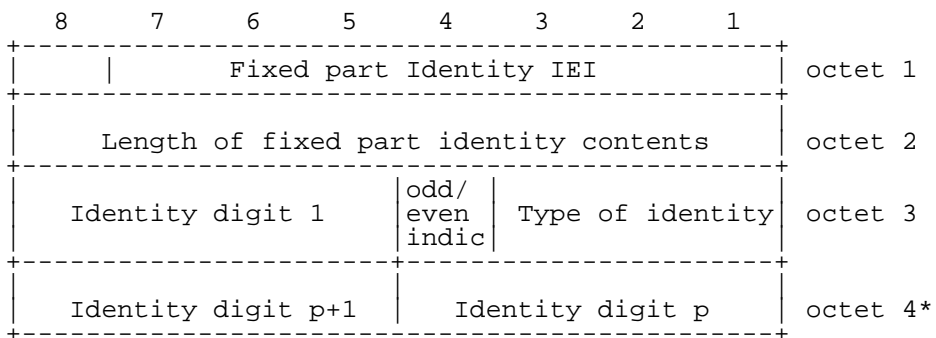 8 7 6 5 4 3 2 1
Fixed part Identity IEI octet 1
Length of fixed part identity contents octet 2
odd/
Identity digit 1 even Type of identity octet 3
indic
Identity digit p+1 Identity digit p octet 4*